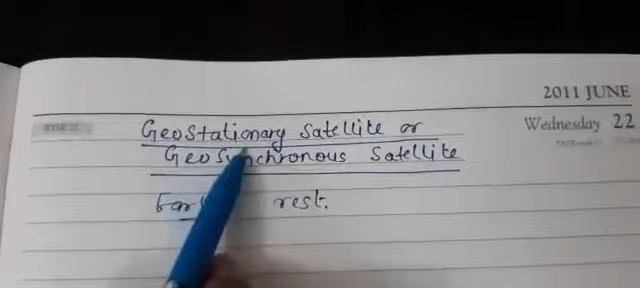 2011 JUNE
Wednesday 22
GeoStationary Satellite or
GeoSynchronous Satellite
rest.